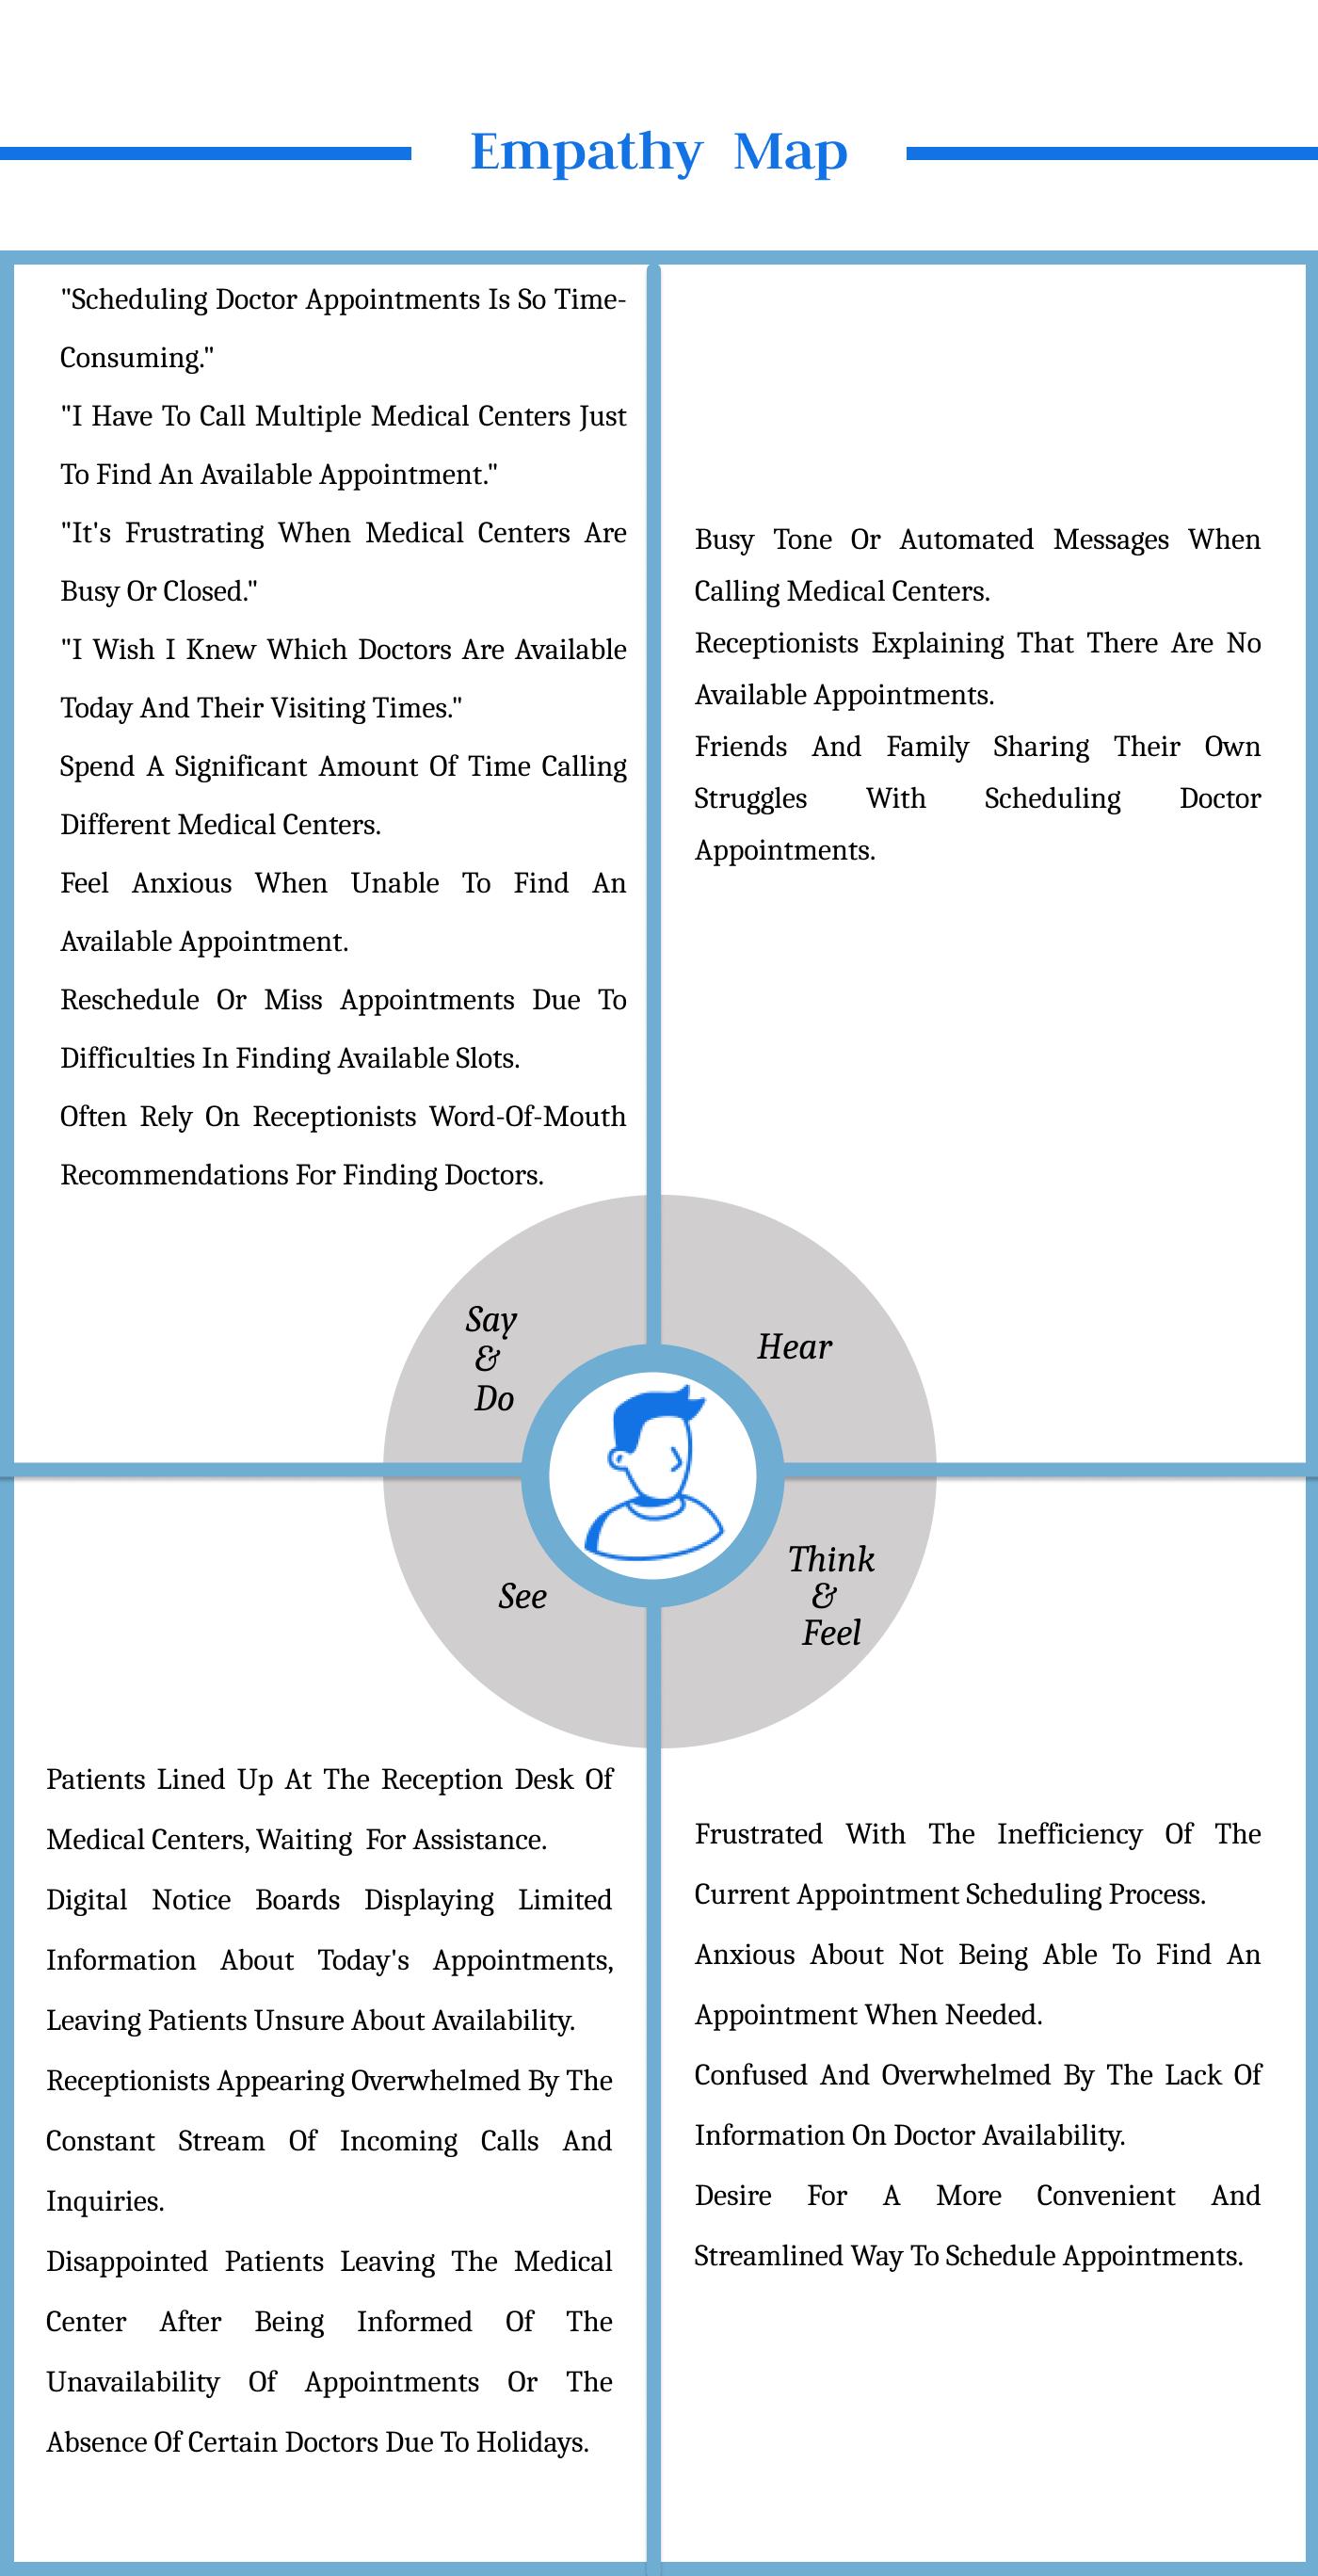 Empathy Map
"Scheduling Doctor Appointments Is So Time-
Consuming."
"I Have To Call Multiple Medical Centers Just
To Find An Available Appointment."
"It's Frustrating When Medical Centers Are
Busy Or Closed."
"I Wish I Knew Which Doctors Are Available
Today And Their Visiting Times."
Spend A Significant Amount Of Time Calling
Different Medical Centers.
Feel Anxious When Unable To Find An
Available Appointment.
Reschedule Or Miss Appointments Due To
Difficulties In Finding Available Slots.
Often Rely On Receptionists Word-Of-Mouth
Recommendations For Finding Doctors.
Busy Tone Or Automated Messages When
Calling Medical Centers.
Receptionists Explaining That There Are No
Available Appointments.
Friends And Family Sharing Their Own
Struggles With Scheduling Doctor
Appointments.
Say
&
Do
Hear
See
Think
&
Feel
Patients Lined Up At The Reception Desk Of
Medical Centers, Waiting For Assistance.
Digital Notice Boards Displaying Limited
Information About Today's Appointments,
Leaving Patients Unsure About Availability.
Receptionists Appearing Overwhelmed By The
Constant Stream Of Incoming Calls And
Inquiries.
Disappointed Patients Leaving The Medical
Center After Being Informed Of The
Unavailability Of Appointments Or The
Absence Of Certain Doctors Due To Holidays.
Frustrated With The Inefficiency Of The
Current Appointment Scheduling Process.
Anxious About Not Being Able To Find An
Appointment When Needed.
Confused And Overwhelmed By The Lack Of
Information On Doctor Availability.
Desire For A More Convenient And
Streamlined Way To Schedule Appointments.